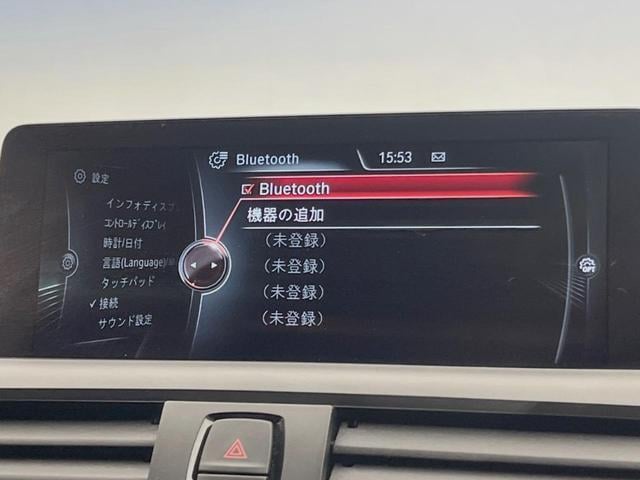 Bluetooth 15:53
設定
インフォディスプ
コントロールディスプレイ
時計/日付
言語(Language)/
タッチパッド
✓接続
サウンド設定
Bluetooth
機器の追加
(未登録)
(未登録)
(未登録)
(未登録)
OPT